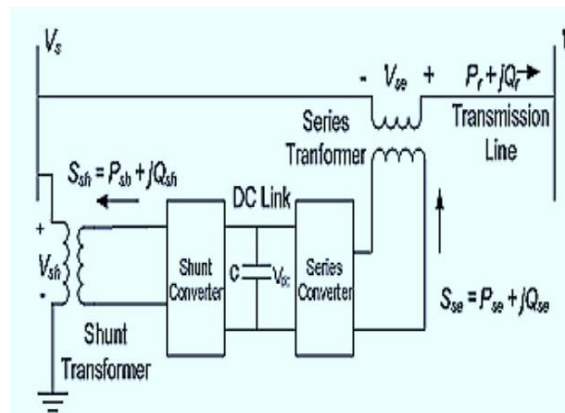 Vs
- Vse +
Pr + jQr
Series
Tranformer
Transmission
Line
Ssh = Psh + jQsh
DC Link
+
Vsh
-
Shunt
Converter
C
Vdc
Series
Converter
Sse = Pse + jQse
Shunt
Transformer